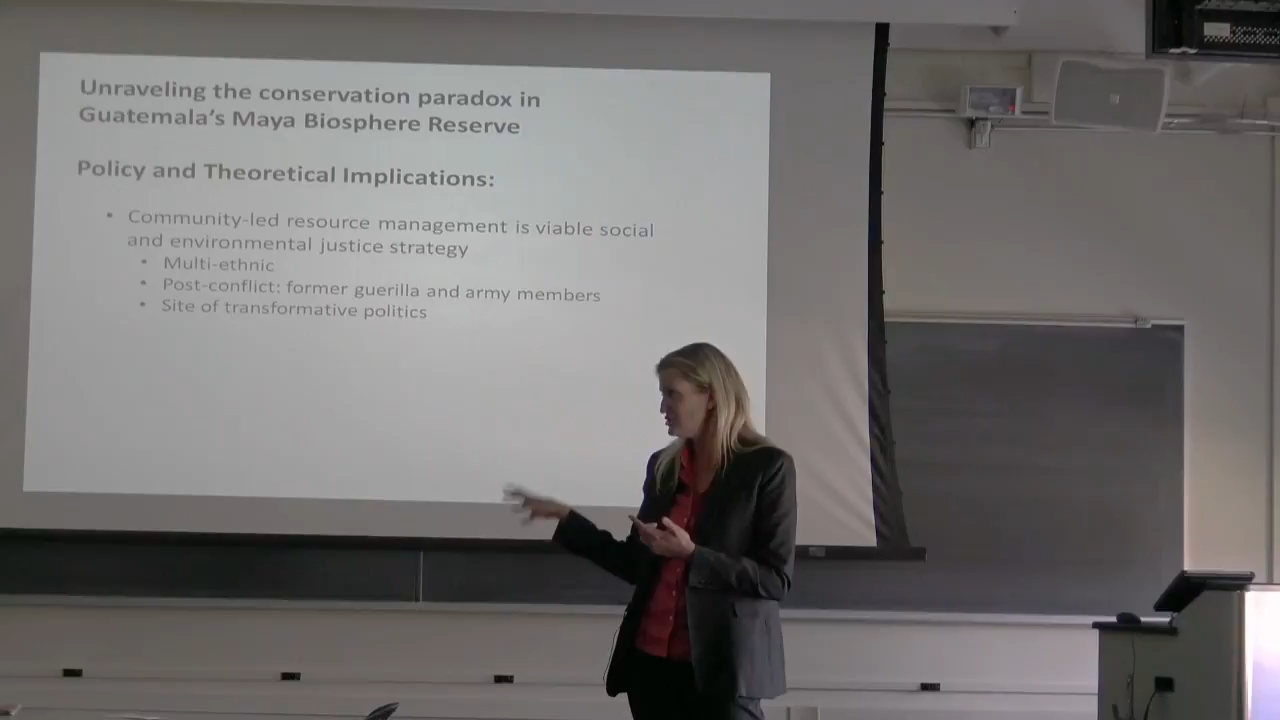 Unraveling the conservation paradox in
Guatemala's Maya Biosphere Reserve
Policy and Theoretical Implications:
• Community-led resource management is viable social
and environmental justice strategy
• Multi-ethnic
• Post-conflict: former guerilla and army members
• Site of transformative politics